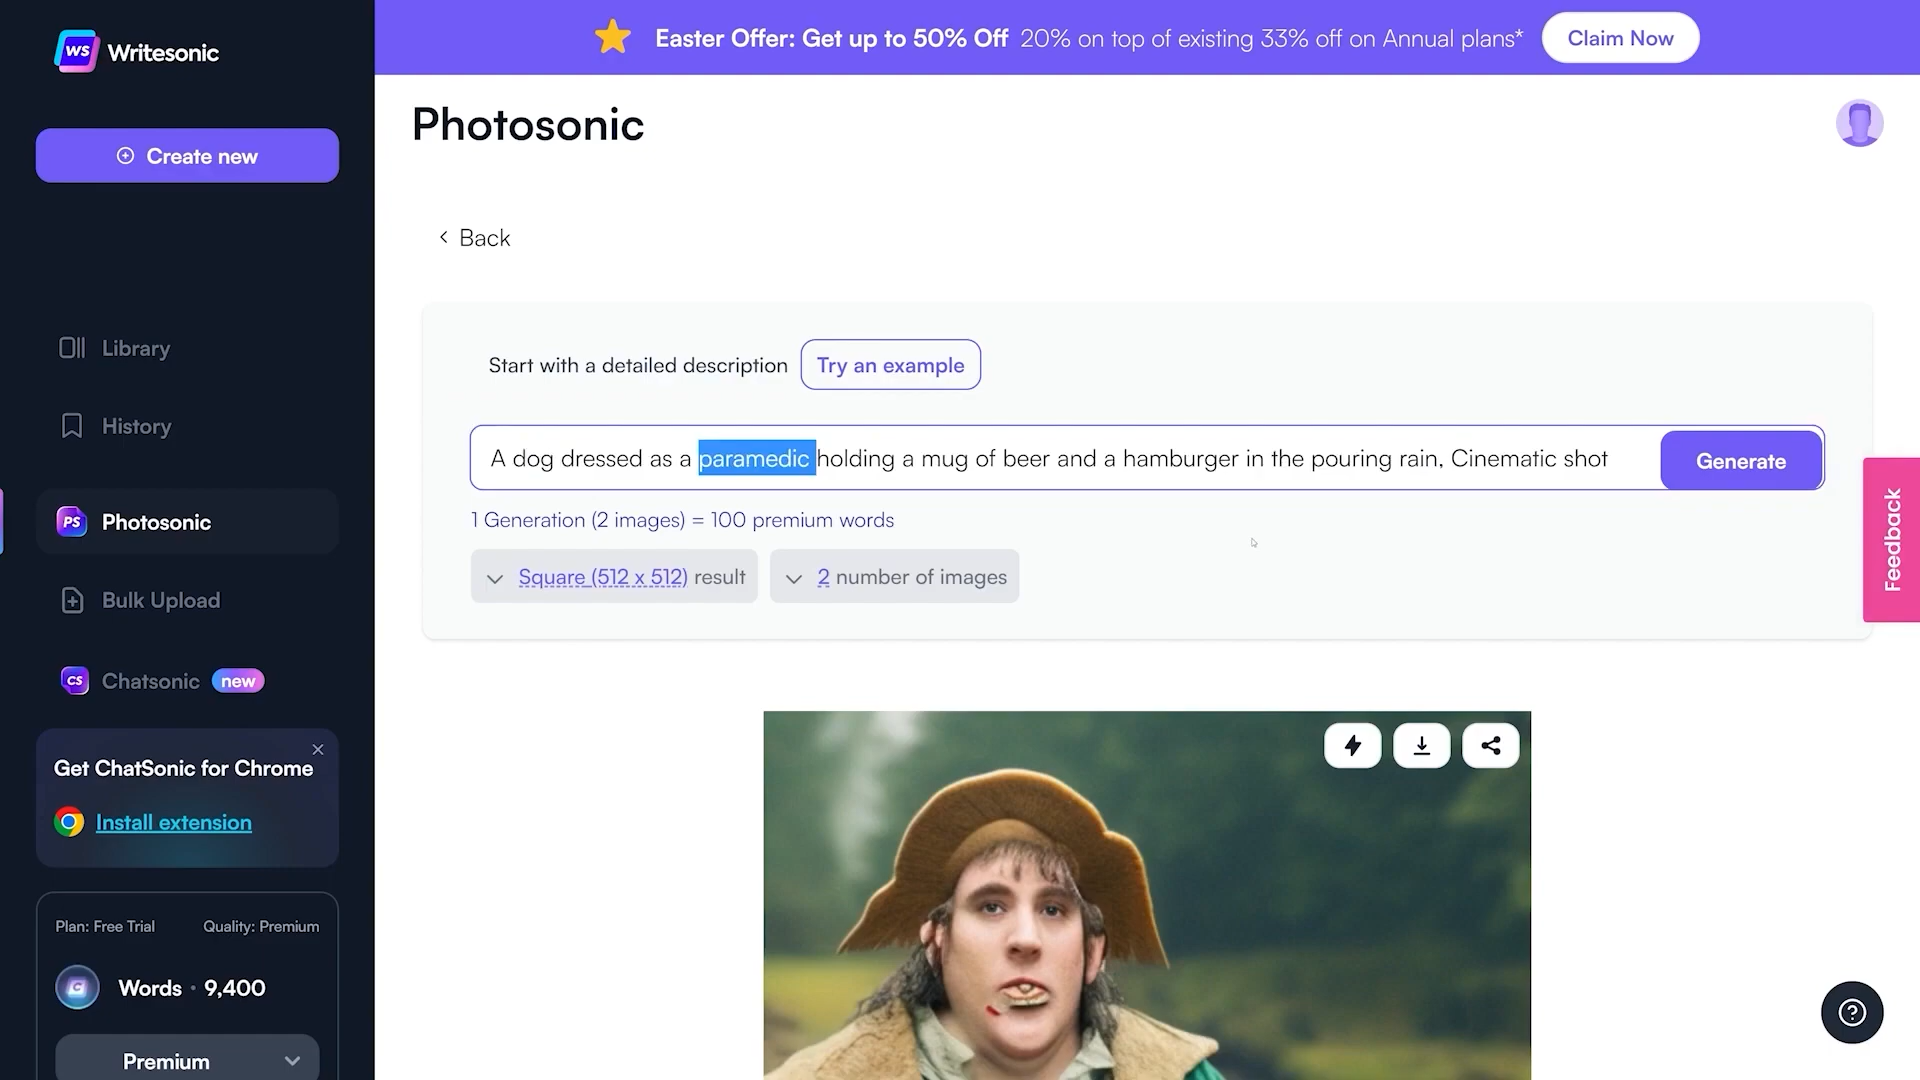 WS Writesonic
Easter Offer: Get up to 50% Off 20% on top of existing 33% off on Annual plans* Claim Now
Create new
Photosonic
Back
Library
History
Start with a detailed description Try an example
A dog dressed as a paramedic holding a mug of beer and a hamburger in the pouring rain, Cinematic shot Generate
1 Generation (2 images) = 100 premium words
Square (512 x 512) result 2 number of images
PS Photosonic
Bulk Upload
CS Chatsonic new
Feedback
Get ChatSonic for Chrome
Install extension
Plan: Free Trial Quality: Premium
G Words • 9,400
Premium
?